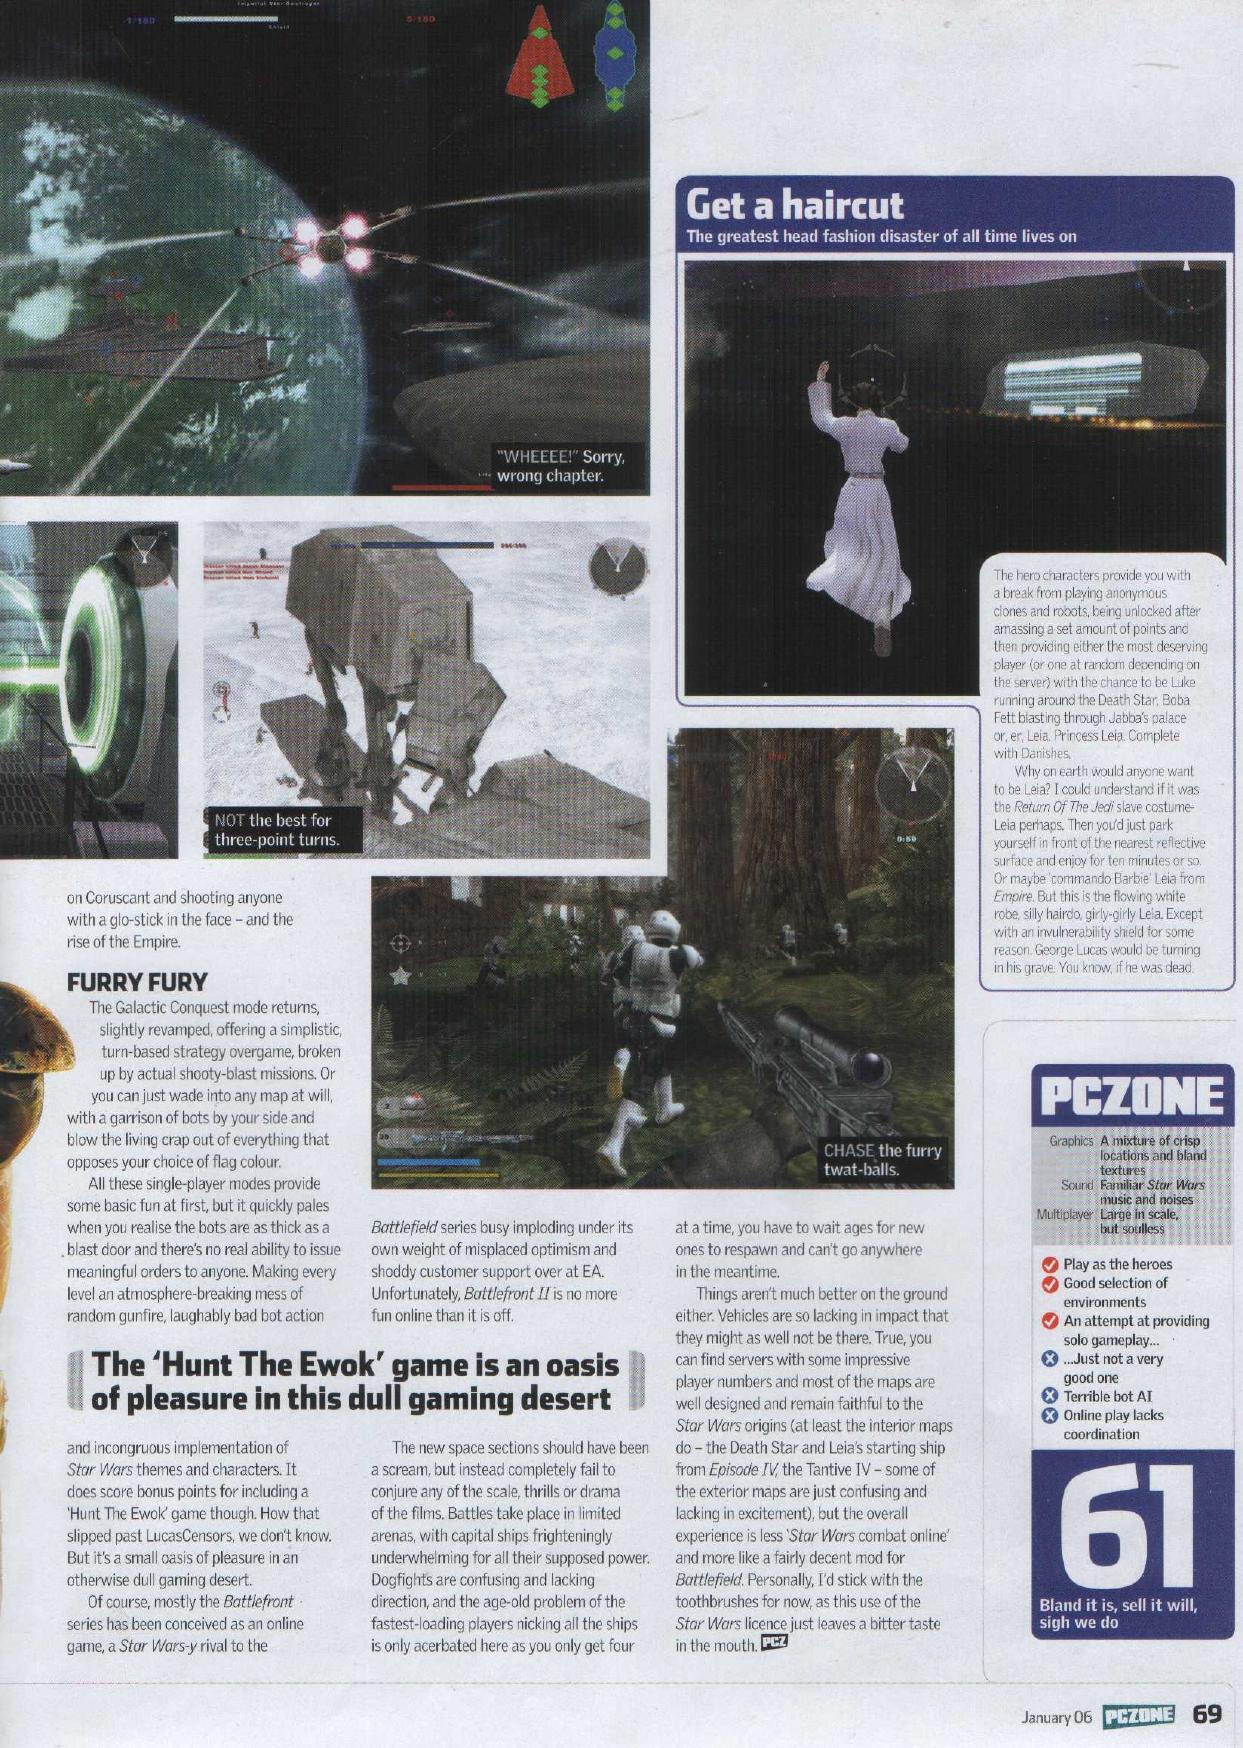 Imperial Star Destroyer
1/180
5/180
Shield
"WHEEEE!" Sorry,
wrong chapter.
NOT the best for
three-point turns.
Get a haircut
The greatest head fashion disaster of all time lives on
The hero characters provide you with
a break from playing anonymous
clones and robots, being unlocked after
amassing a set amount of points and
then providing either the most deserving
player (or one at random depending on
the server) with the chance to be Luke
running around the Death Star, Boba
Fett blasting through Jabba's palace
or, er, Leia. Princess Leia. Complete
with Danishes.
Why on earth would anyone want
to be Leia? I could understand if it was
the Return Of The Jedi slave costume-
Leia perhaps. Then you'd just park
yourself in front of the nearest reflective
surface and enjoy for ten minutes or so.
Or maybe 'commando Barbie' Leia from
Empire. But this is the flowing white
robe, silly hairdo, girly-girly Leia. Except
with an invulnerability shield for some
reason. George Lucas would be turning
in his grave. You know, if he was dead.
0:50
CHASE the furry
twat-balls.
on Coruscant and shooting anyone
with a glo-stick in the face – and the
rise of the Empire.
FURRY FURY
The Galactic Conquest mode returns,
slightly revamped, offering a simplistic,
turn-based strategy overgame, broken
up by actual shooty-blast missions. Or
you can just wade into any map at will,
with a garrison of bots by your side and
blow the living crap out of everything that
opposes your choice of flag colour.
All these single-player modes provide
some basic fun at first, but it quickly pales
when you realise the bots are as thick as a
blast door and there's no real ability to issue
meaningful orders to anyone. Making every
level an atmosphere-breaking mess of
random gunfire, laughably bad bot action
The 'Hunt The Ewok' game is an oasis
of pleasure in this dull gaming desert
and incongruous implementation of
Star Wars themes and characters. It
does score bonus points for including a
'Hunt The Ewok' game though. How that
slipped past LucasCensors, we don't know.
But it's a small oasis of pleasure in an
otherwise dull gaming desert.
Of course, mostly the Battlefront
series has been conceived as an online
game, a Star Wars-y rival to the
Battlefield series busy imploding under its
own weight of misplaced optimism and
shoddy customer support over at EA.
Unfortunately, Battlefront II is no more
fun online than it is off.
The new space sections should have been
a scream, but instead completely fail to
conjure any of the scale, thrills or drama
of the films. Battles take place in limited
arenas, with capital ships frighteningly
underwhelming for all their supposed power.
Dogfights are confusing and lacking
direction, and the age-old problem of the
fastest-loading players nicking all the ships
is only acerbated here as you only get four
at a time, you have to wait ages for new
ones to respawn and can't go anywhere
in the meantime.
Things aren't much better on the ground
either. Vehicles are so lacking in impact that
they might as well not be there. True, you
can find servers with some impressive
player numbers and most of the maps are
well designed and remain faithful to the
Star Wars origins (at least the interior maps
do – the Death Star and Leia's starting ship
from Episode IV, the Tantive IV – some of
the exterior maps are just confusing and
lacking in excitement), but the overall
experience is less 'Star Wars combat online'
and more like a fairly decent mod for
Battlefield. Personally, I'd stick with the
toothbrushes for now, as this use of the
Star Wars licence just leaves a bitter taste
in the mouth. PCZ
PCZONE
Graphics A mixture of crisp
locations and bland
textures
Sound Familiar Star Wars
music and noises
Multiplayer Large in scale,
but soulless
Play as the heroes
Good selection of
environments
An attempt at providing
solo gameplay...
...Just not a very
good one
Terrible bot AI
Online play lacks
coordination
61
Bland it is, sell it will,
sigh we do
January 06 PCZONE 69